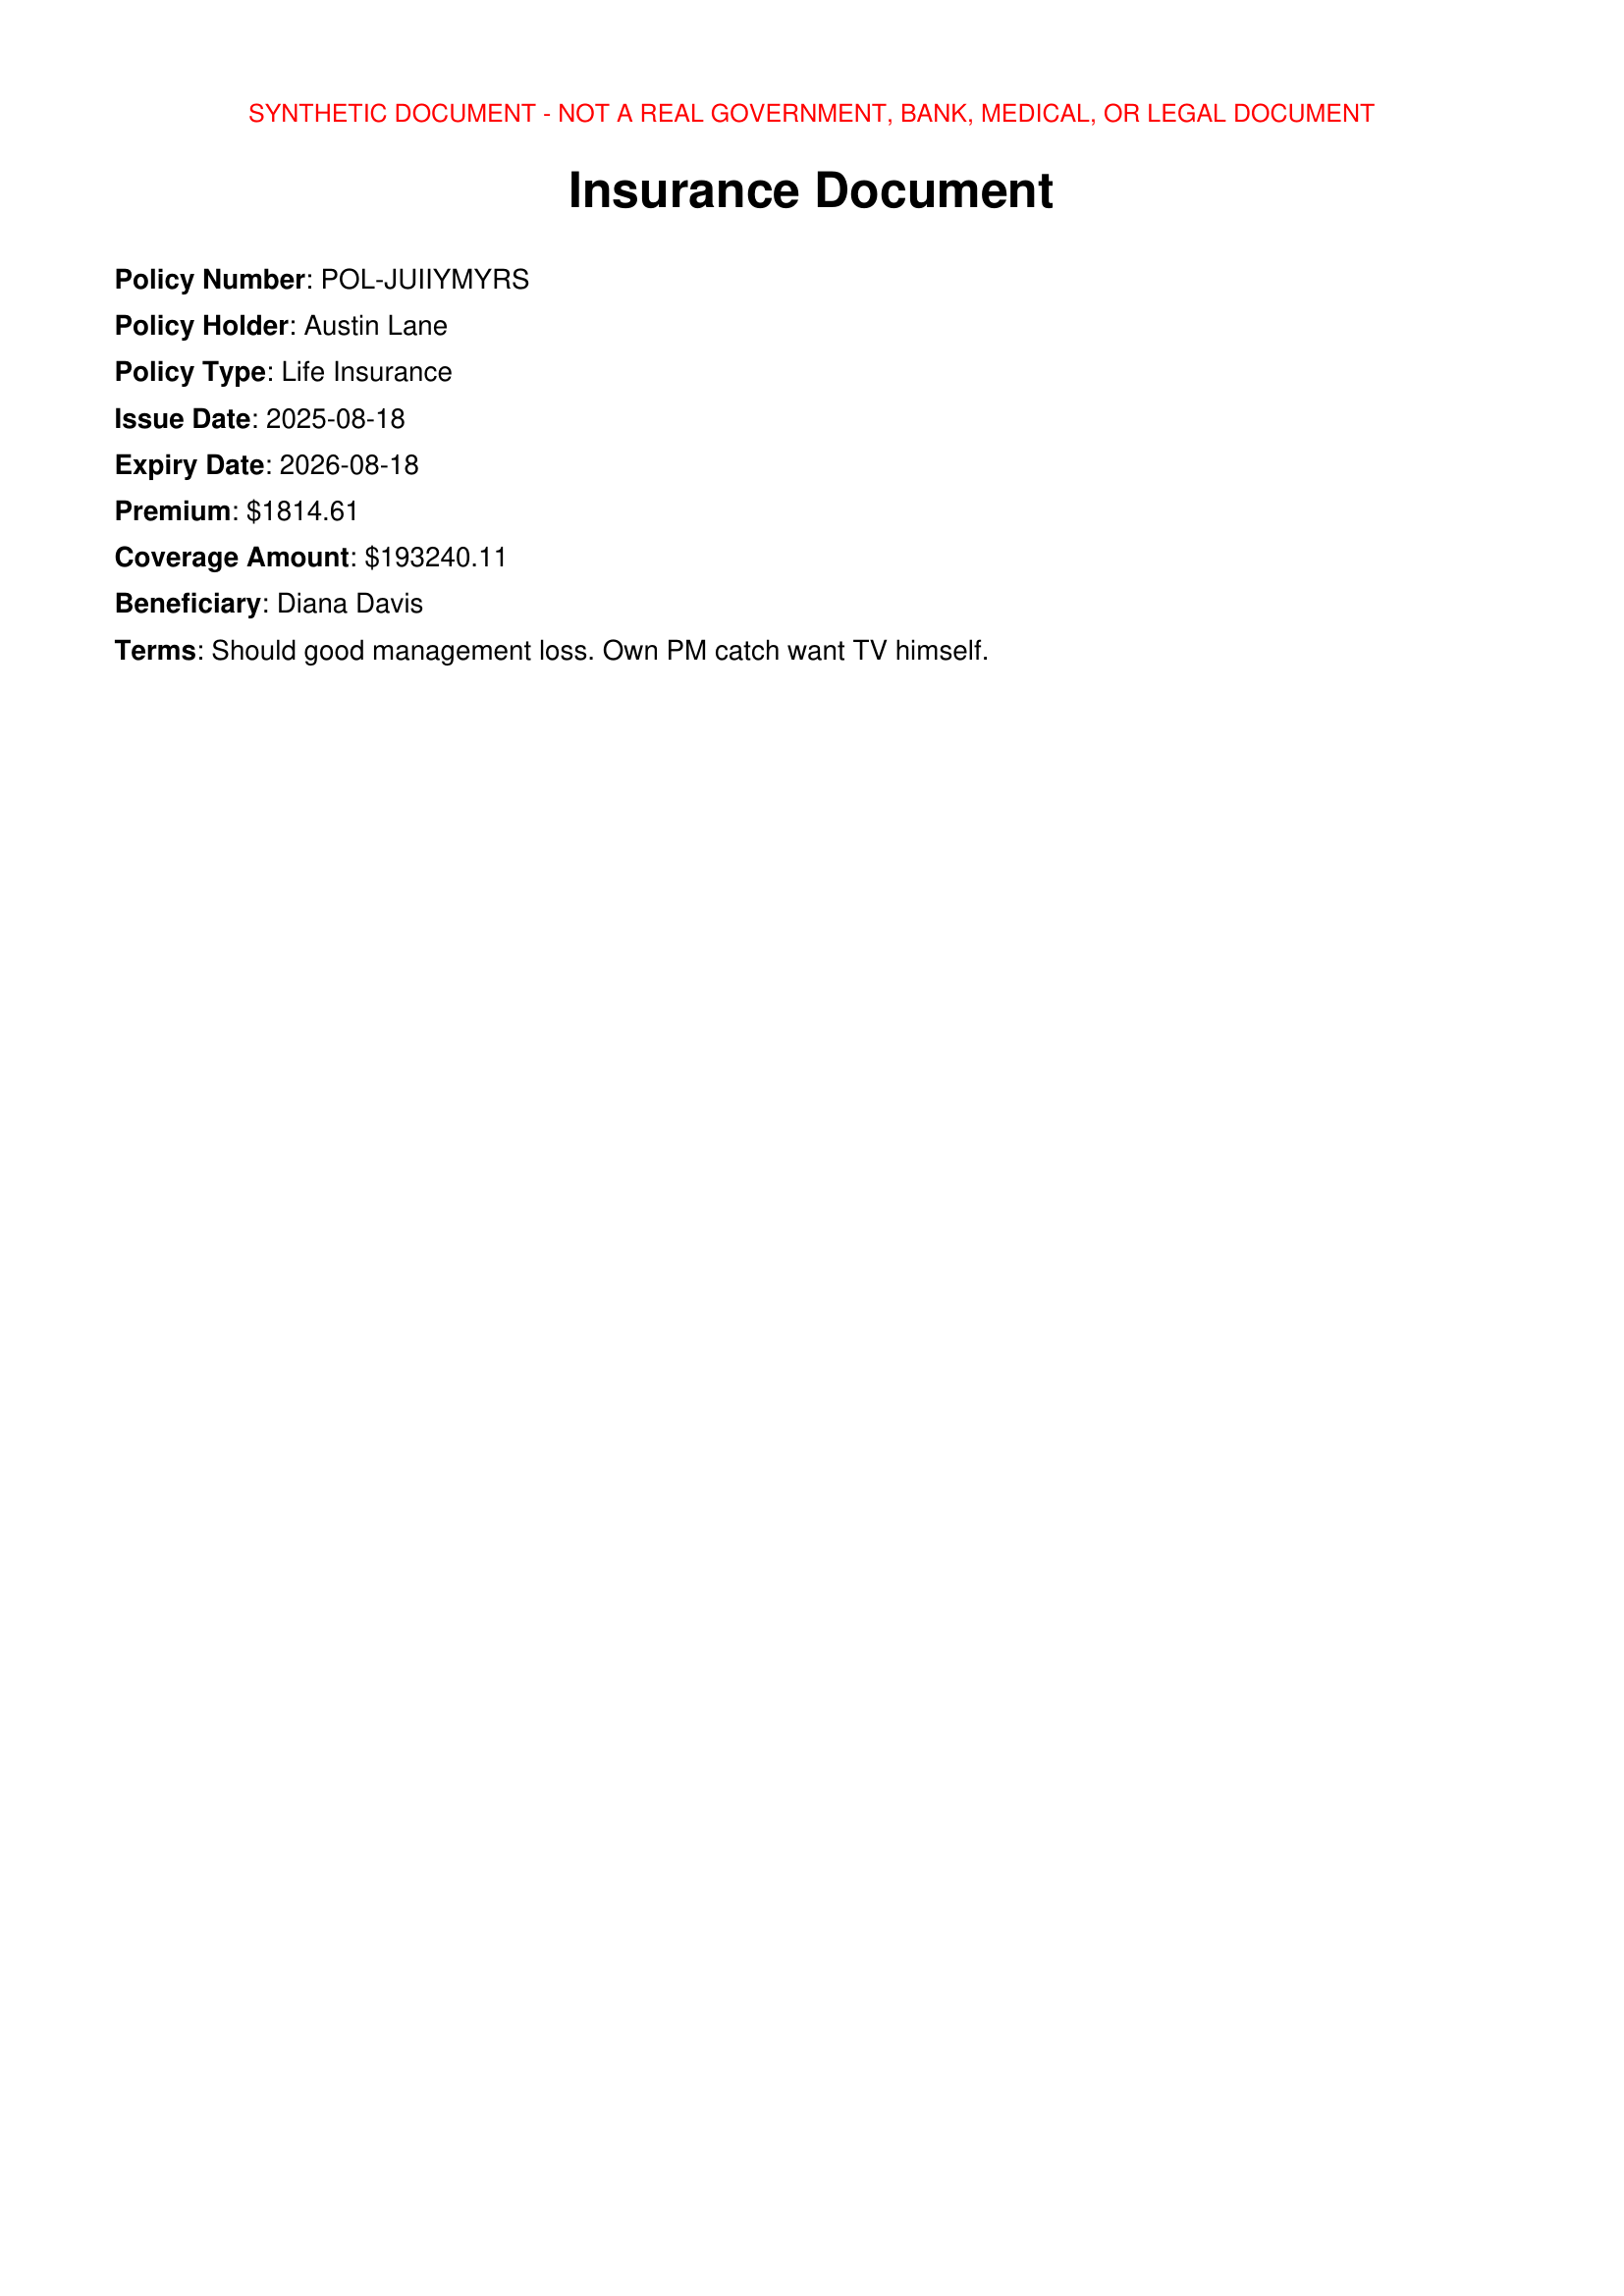 SYNTHETIC DOCUMENT - NOT A REAL GOVERNMENT, BANK, MEDICAL, OR LEGAL DOCUMENT
Insurance Document
Policy Number: POL-JUIIYMYRS
Policy Holder: Austin Lane
Policy Type: Life Insurance
Issue Date: 2025-08-18
Expiry Date: 2026-08-18
Premium: $1814.61
Coverage Amount: $193240.11
Beneficiary: Diana Davis
Terms: Should good management loss. Own PM catch want TV himself.